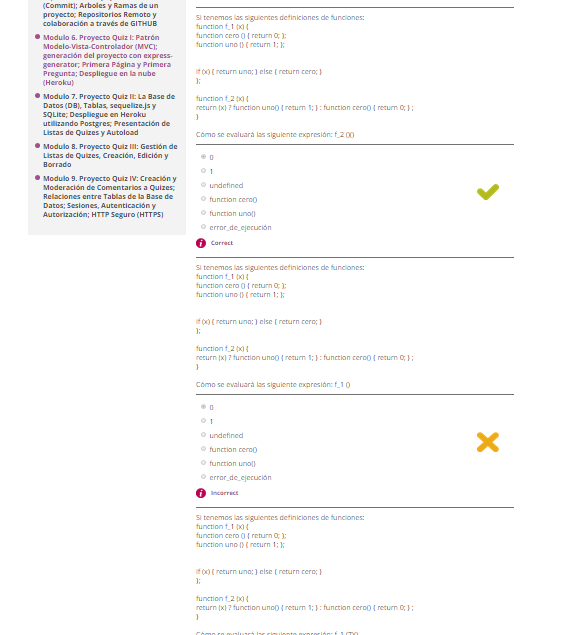 (Commit); Arboles y Ramas de un
proyecto; Repositorios Remoto y
colaboración a través de GITHUB
Modulo 6. Proyecto Quiz I: Patrón
Modelo-Vista-Controlador (MVC);
generación del proyecto con express-
generator; Primera Página y Primera
Pregunta; Despliegue en la nube
(Heroku)
Modulo 7. Proyecto Quiz II: La Base de
Datos (DB), Tablas, sequelize.js y
SQLite; Despliegue en Heroku
utilizando Postgres; Presentación de
Listas de Quizes y Autoload
Modulo 8. Proyecto Quiz III: Gestión de
Listas de Quizes, Creación, Edición y
Borrado
Modulo 9. Proyecto Quiz IV: Creación y
Moderación de Comentarios a Quizes;
Relaciones entre Tablas de la Base de
Datos; Sesiones, Autenticación y
Autorización; HTTP Seguro (HTTPS)
Si tenemos las siguientes definiciones de funciones:
function f_1 (x) {
function cero () { return 0; };
function uno () { return 1; };
if (x) { return uno; } else { return cero; }
};
function f_2 (x) {
return (x) ? function uno() { return 1; } : function cero() { return 0; } ;
}
Cómo se evaluará las siguiente expresión: f_2 ()()
0
1
undefined
function cero()
function uno()
error_de_ejecución
Correct
Si tenemos las siguientes definiciones de funciones:
function f_1 (x) {
function cero () { return 0; };
function uno () { return 1; };
if (x) { return uno; } else { return cero; }
};
function f_2 (x) {
return (x) ? function uno() { return 1; } : function cero() { return 0; } ;
}
Cómo se evaluará las siguiente expresión: f_1 ()
0
1
undefined
function cero()
function uno()
error_de_ejecución
Incorrect
Si tenemos las siguientes definiciones de funciones:
function f_1 (x) {
function cero () { return 0; };
function uno () { return 1; };
if (x) { return uno; } else { return cero; }
};
function f_2 (x) {
return (x) ? function uno() { return 1; } : function cero() { return 0; } ;
}
Cómo se evaluará las siguiente expresión: f_1